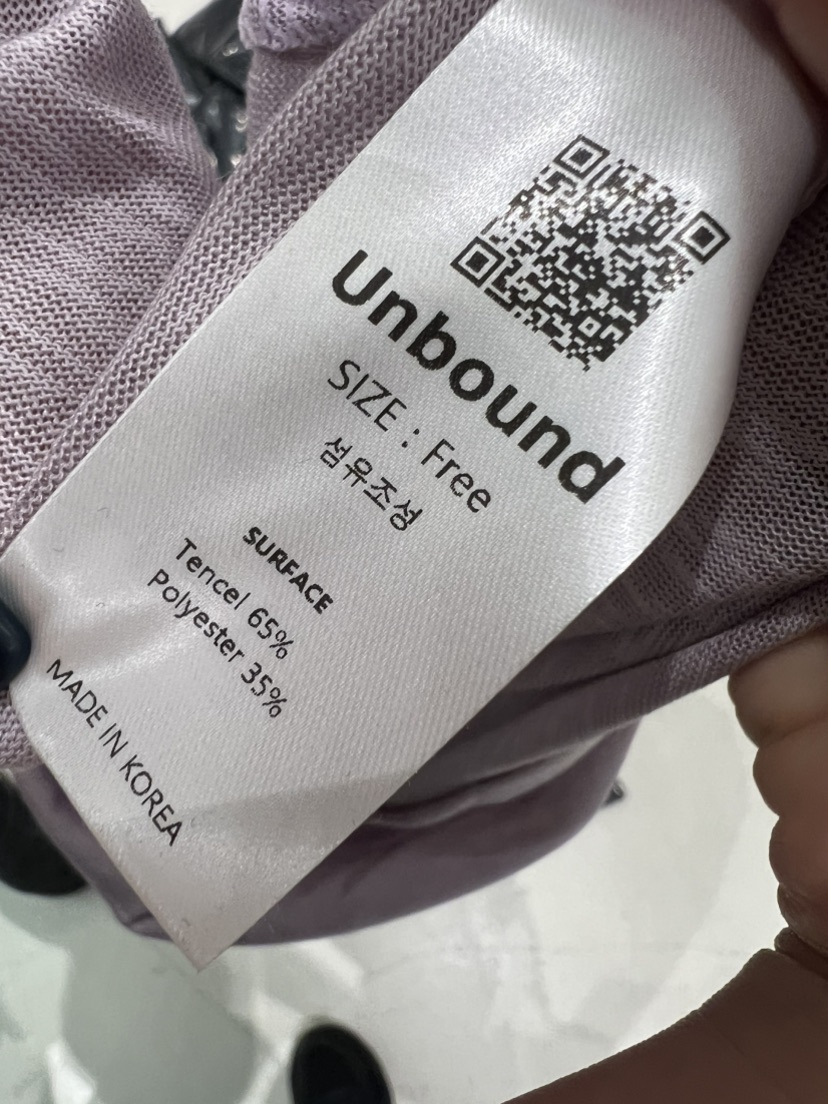 Unbound
SIZE : Free
섬유조성
SURFACE
Tencel 65%
Polyester 35%
MADE IN KOREA